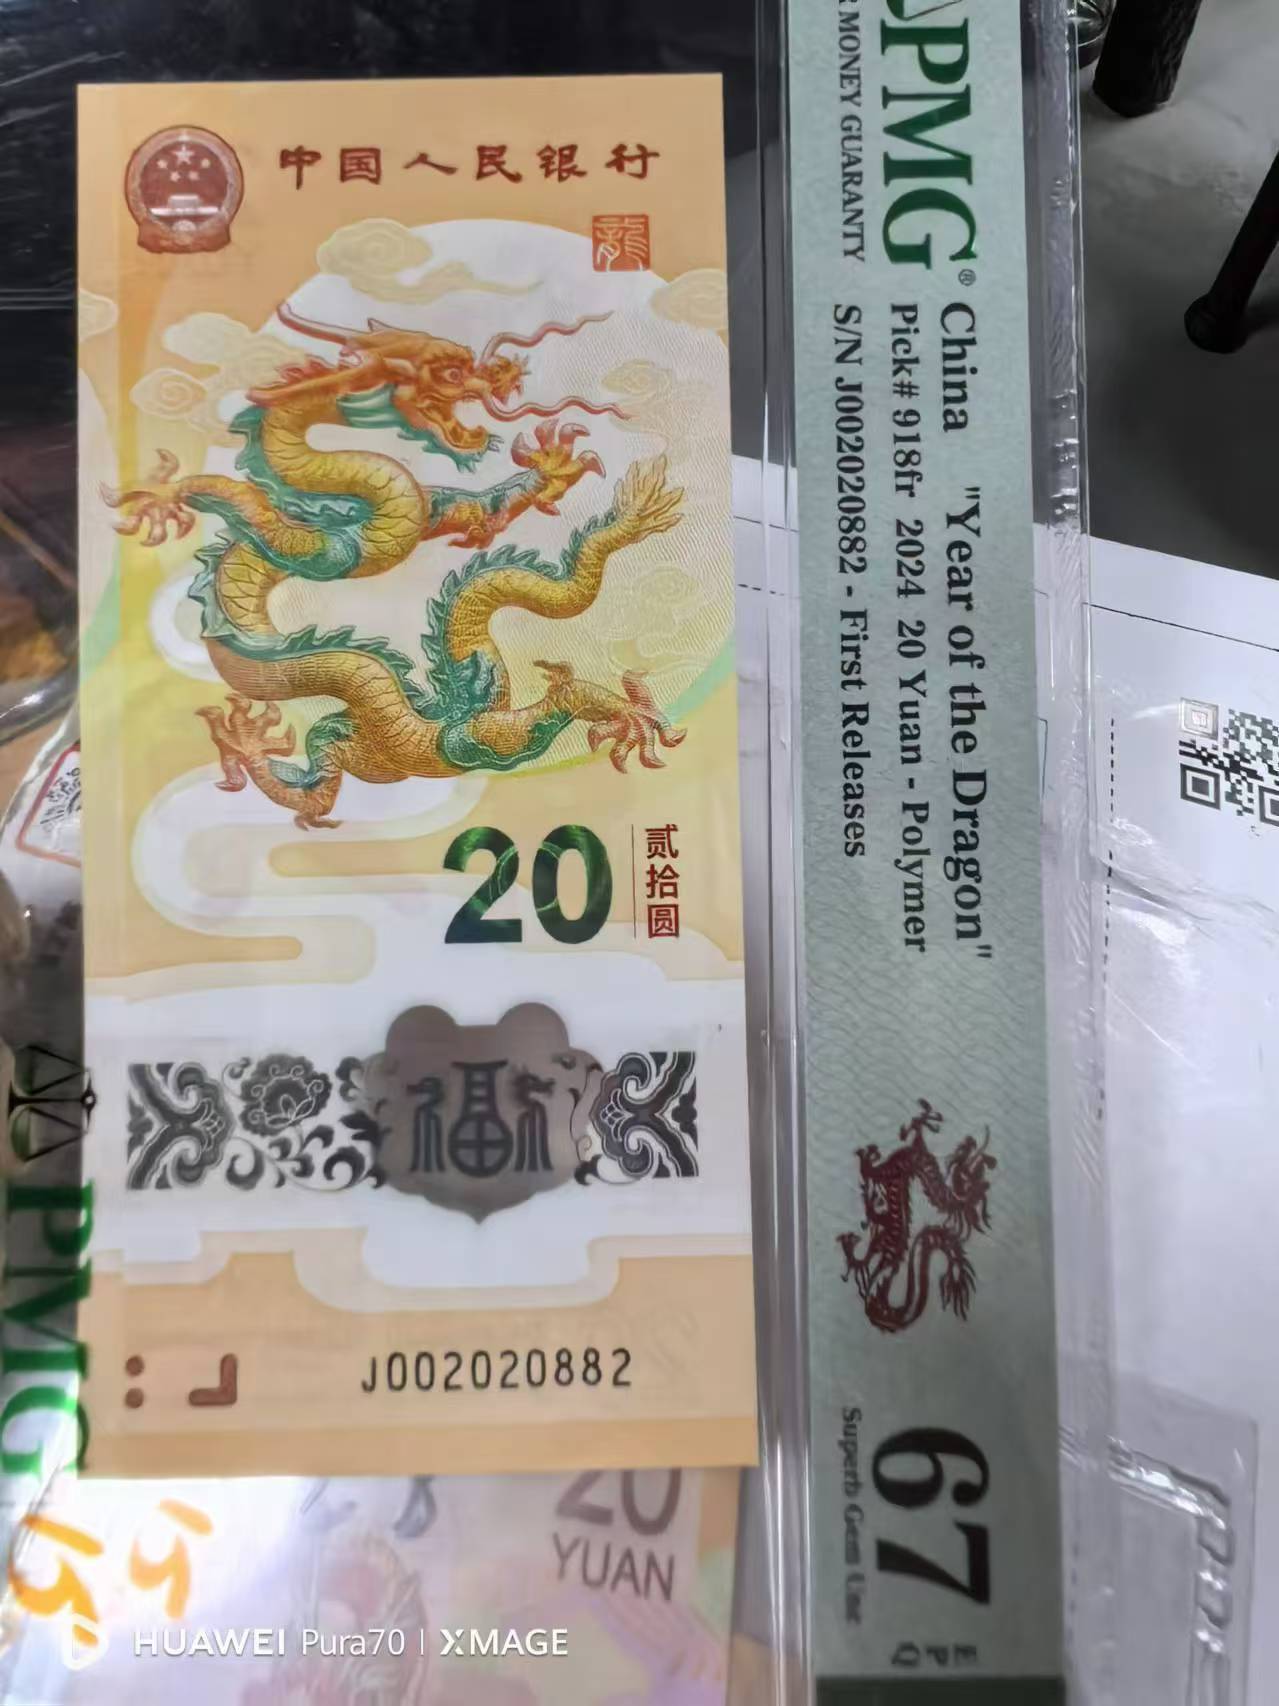 中国人民银行
龙
20
贰拾圆
福
J002020882
PMG
MONEY GUARANTY
PMG®
China "Year of the Dragon"
Pick# 918fr 2024 20 Yuan - Polymer
S/N J002020882 - First Releases
67
EPQ
Superb Gem Unc
20
YUAN
HUAWEI Pura70 | XMAGE